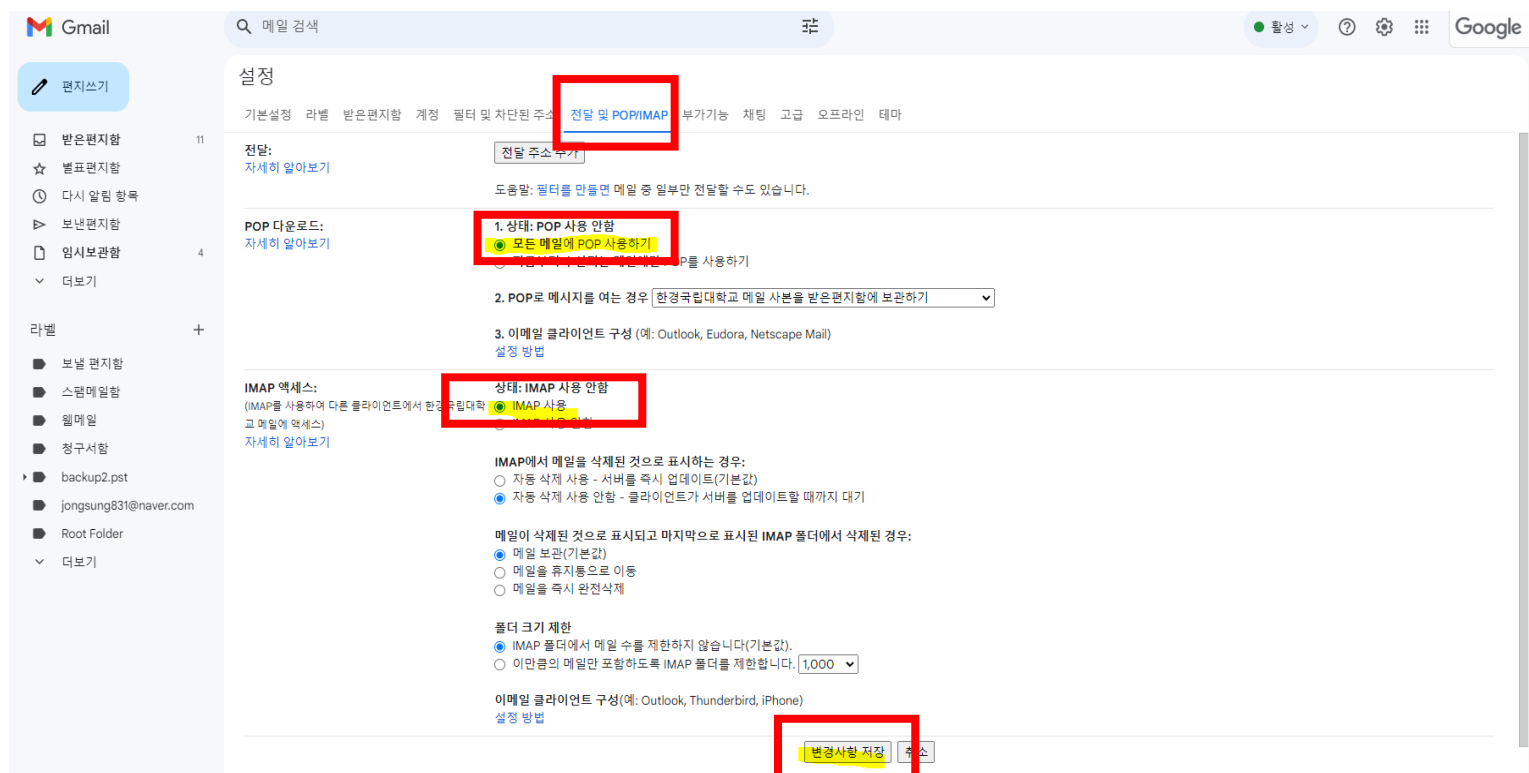 Gmail
메일 검색
활성
Google
편지쓰기
받은편지함 11
별표편지함
다시 알림 항목
보낸편지함
임시보관함 4
더보기
라벨 +
보낼 편지함
스팸메일함
웹메일
청구서함
backup2.pst
jongsung831@naver.com
Root Folder
더보기
설정
기본설정 라벨 받은편지함 계정 필터 및 차단된 주소 전달 및 POP/IMAP 부가기능 채팅 고급 오프라인 테마
전달:
자세히 알아보기
전달 주소 추가
도움말: 필터를 만들면 메일 중 일부만 전달할 수도 있습니다.
POP 다운로드:
자세히 알아보기
1. 상태: POP 사용 안함
모든 메일에 POP 사용하기
POP를 사용하기
2. POP로 메시지를 여는 경우 한경국립대학교 메일 사본을 받은편지함에 보관하기
3. 이메일 클라이언트 구성 (예: Outlook, Eudora, Netscape Mail)
설정 방법
IMAP 액세스:
(IMAP를 사용하여 다른 클라이언트에서 한경국립대학
교 메일에 액세스)
자세히 알아보기
상태: IMAP 사용 안함
IMAP 사용
IMAP 사용 안함
IMAP에서 메일을 삭제된 것으로 표시하는 경우:
자동 삭제 사용 - 서버를 즉시 업데이트(기본값)
자동 삭제 사용 안함 - 클라이언트가 서버를 업데이트할 때까지 대기
메일이 삭제된 것으로 표시되고 마지막으로 표시된 IMAP 폴더에서 삭제된 경우:
메일 보관(기본값)
메일을 휴지통으로 이동
메일을 즉시 완전삭제
폴더 크기 제한
IMAP 폴더에서 메일 수를 제한하지 않습니다(기본값).
이만큼의 메일만 포함하도록 IMAP 폴더를 제한합니다. 1,000
이메일 클라이언트 구성(예: Outlook, Thunderbird, iPhone)
설정 방법
변경사항 저장 취소